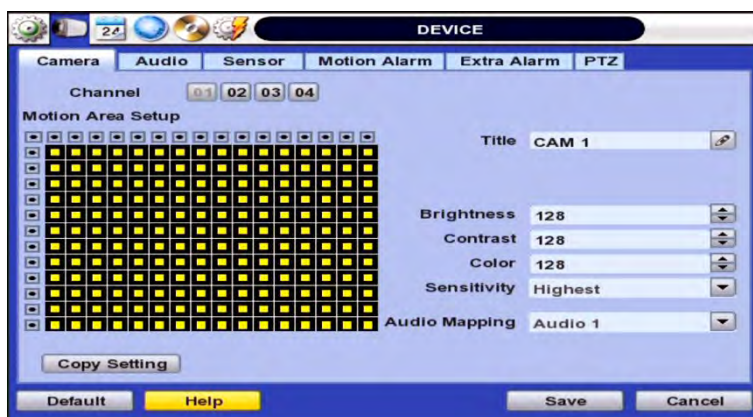 24
DEVICE
Camera Audio Sensor Motion Alarm Extra Alarm PTZ
Channel 01 02 03 04
Motion Area Setup
Title CAM 1
Brightness 128
Contrast 128
Color 128
Sensitivity Highest
Audio Mapping Audio 1
Copy Setting
Default Help Save Cancel